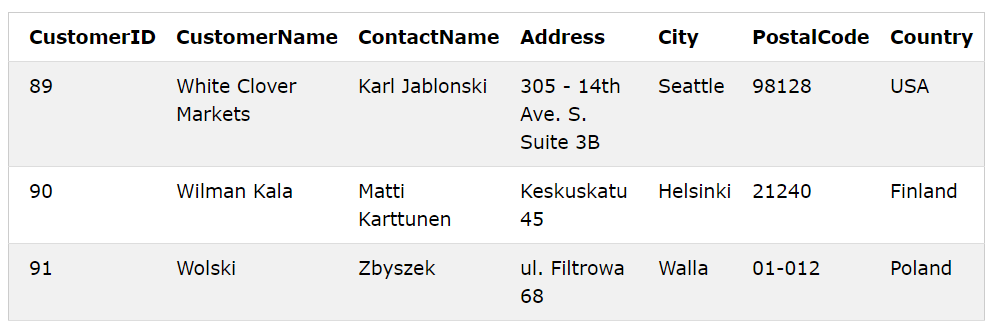 CustomerID CustomerName ContactName Address City PostalCode Country
89 White Clover Markets Karl Jablonski 305 - 14th Ave. S. Suite 3B Seattle 98128 USA
90 Wilman Kala Matti Karttunen Keskuskatu 45 Helsinki 21240 Finland
91 Wolski Zbyszek ul. Filtrowa 68 Walla 01-012 Poland